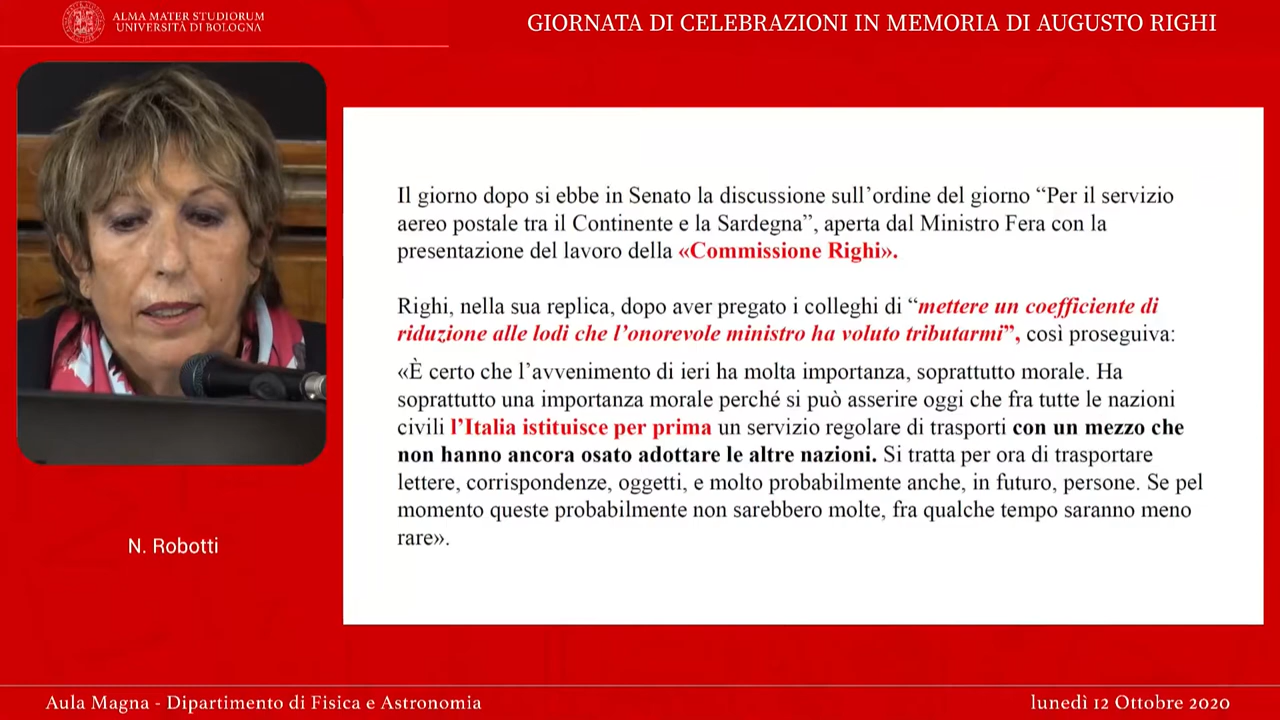 ALMA MATER STUDIORUM
UNIVERSITÀ DI BOLOGNA
GIORNATA DI CELEBRAZIONI IN MEMORIA DI AUGUSTO RIGHI
Il giorno dopo si ebbe in Senato la discussione sull’ordine del giorno “Per il servizio
aereo postale tra il Continente e la Sardegna”, aperta dal Ministro Fera con la
presentazione del lavoro della «Commissione Righi».
Righi, nella sua replica, dopo aver pregato i colleghi di “mettere un coefficiente di
riduzione alle lodi che l’onorevole ministro ha voluto tributarmi”, così proseguiva:
«È certo che l’avvenimento di ieri ha molta importanza, soprattutto morale. Ha
soprattutto una importanza morale perché si può asserire oggi che fra tutte le nazioni
civili l’Italia istituisce per prima un servizio regolare di trasporti con un mezzo che
non hanno ancora osato adottare le altre nazioni. Si tratta per ora di trasportare
lettere, corrispondenze, oggetti, e molto probabilmente anche, in futuro, persone. Se pel
momento queste probabilmente non sarebbero molte, fra qualche tempo saranno meno
rare».
N. Robotti
Aula Magna - Dipartimento di Fisica e Astronomia
lunedì 12 Ottobre 2020